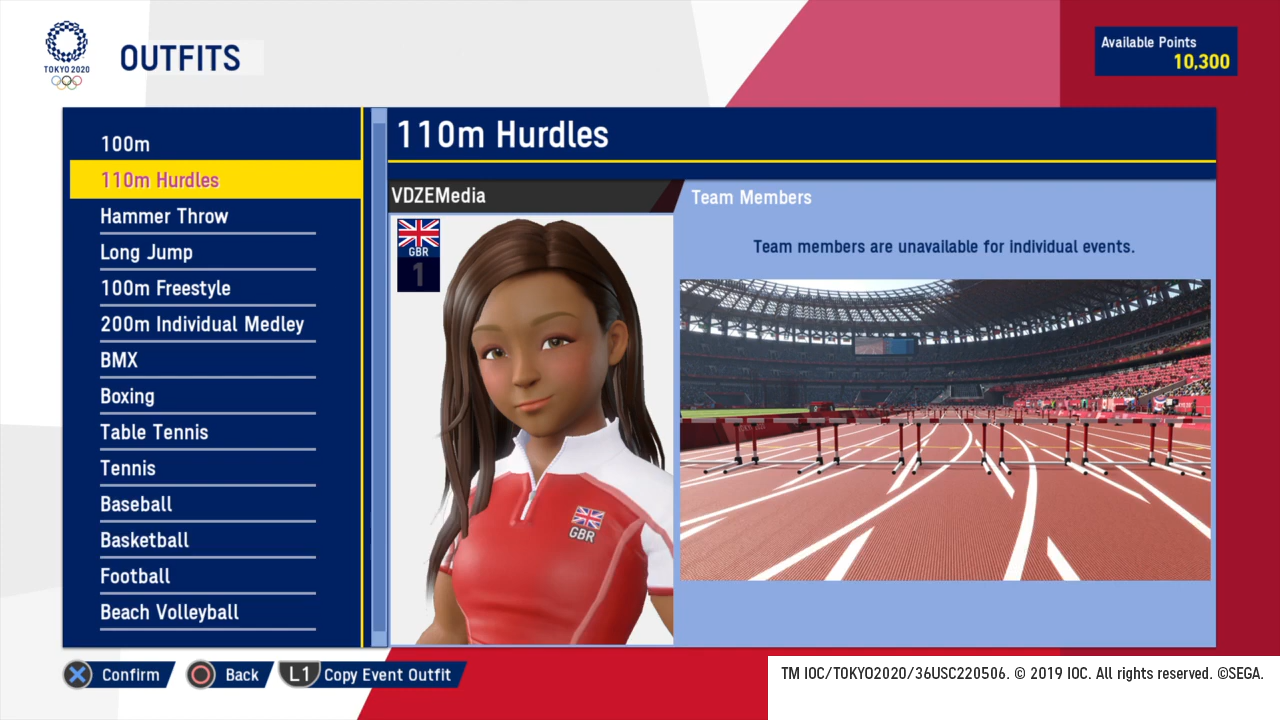 TOKYO 2020
OUTFITS
Available Points
10,300
100m
110m Hurdles
Hammer Throw
Long Jump
100m Freestyle
200m Individual Medley
BMX
Boxing
Table Tennis
Tennis
Baseball
Basketball
Football
Beach Volleyball
110m Hurdles
VDZEMedia
GBR
1
GBR
Team Members
Team members are unavailable for individual events.
Confirm
Back
L1 Copy Event Outfit
TM IOC/TOKYO2020/36USC220506. © 2019 IOC. All rights reserved. ©SEGA.